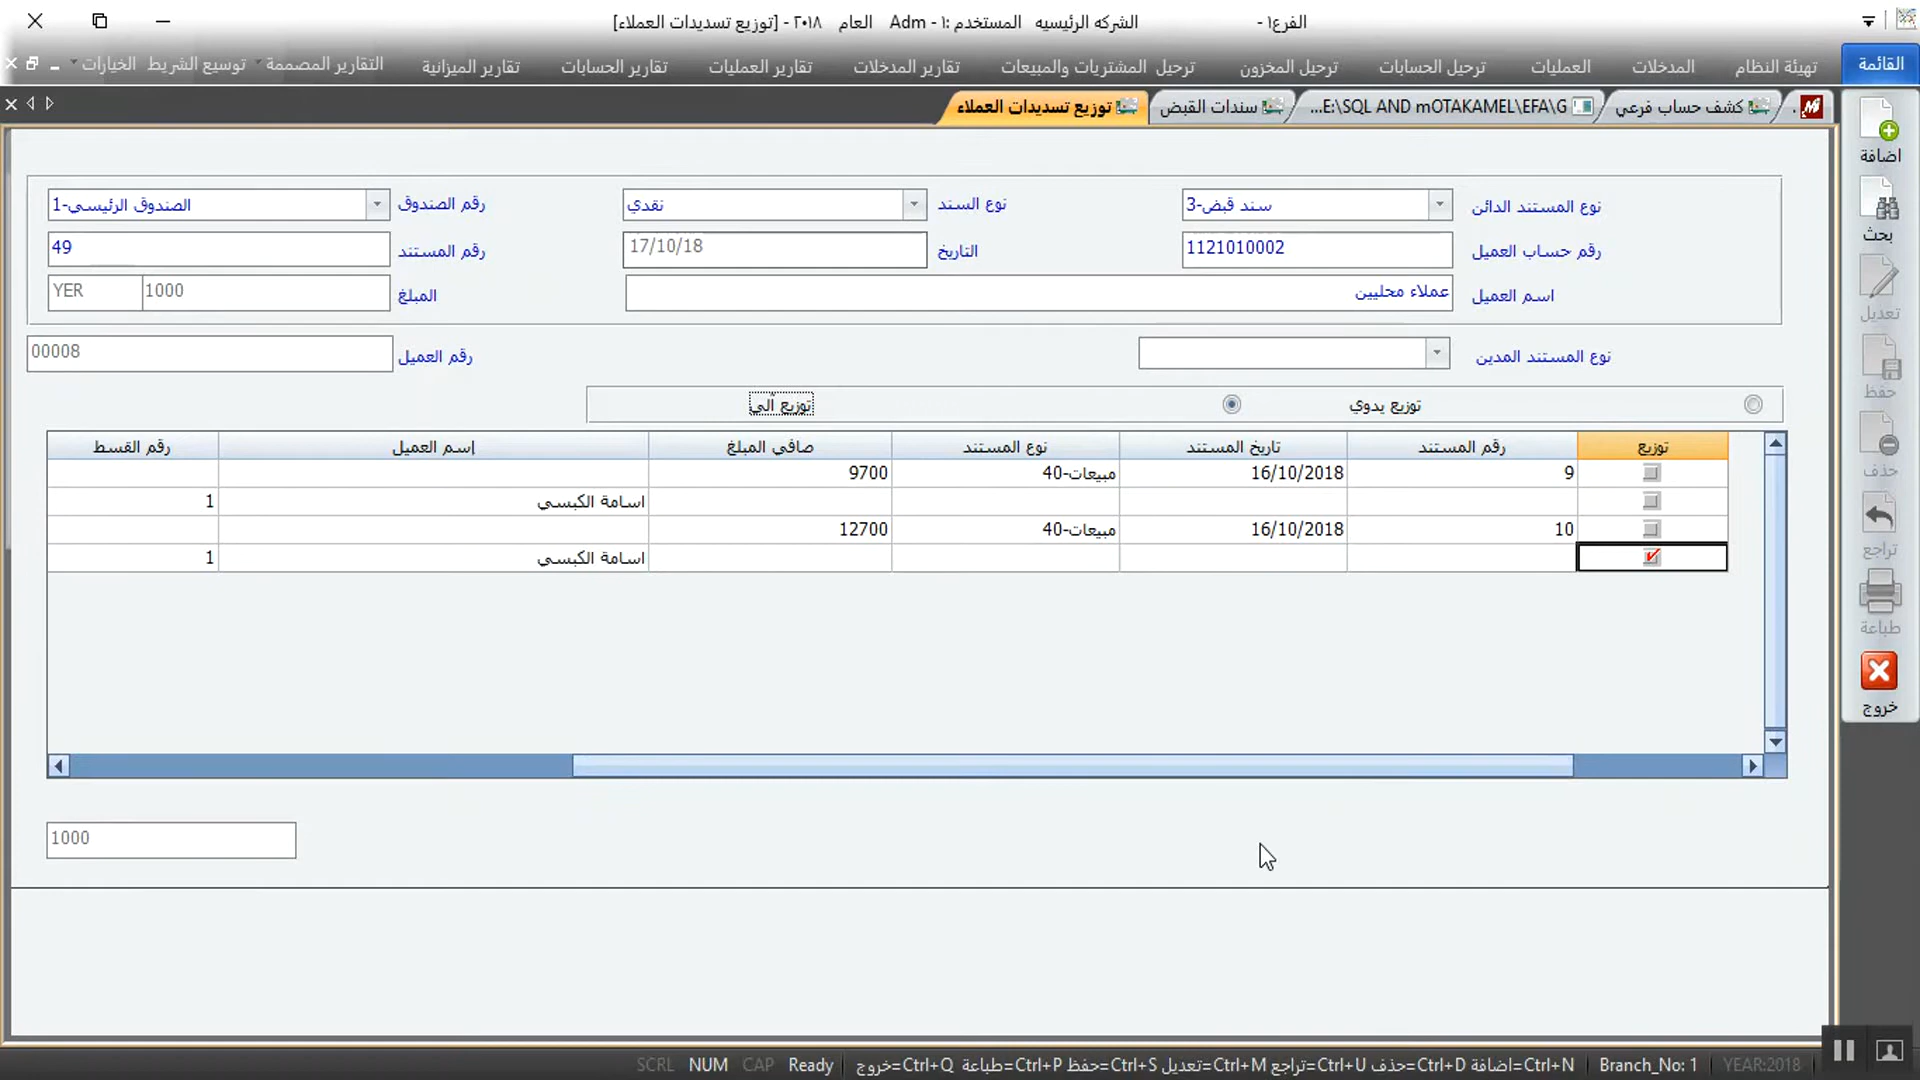 الفرع١ - الشركه الرئيسيه المستخدم :١ - Adm العام ٢٠١٨ - [توزيع تسديدات العملاء]
القائمة تهيئة النظام المدخلات العمليات ترحيل الحسابات ترحيل المخزون ترحيل المشتريات والمبيعات تقارير المدخلات تقارير العمليات تقارير الحسابات تقارير الميزانية التقارير المصممة توسيع الشريط الخيارات
كشف حساب فرعي E:\SQL AND mOTAKAMEL\EFA\G... سندات القبض توزيع تسديدات العملاء
اضافة
بحث
تعديل
حفظ
حذف
تراجع
طباعة
خروج
نوع المستند الدائن سند قبض-3 نوع السند نقدي رقم الصندوق الصندوق الرئيسي-1
رقم حساب العميل 1121010002 التاريخ 17/10/18 رقم المستند 49
اسم العميل عملاء محليين المبلغ 1000 YER
نوع المستند المدين رقم العميل 00008
توزيع يدوي توزيع آلي
توزيع رقم المستند تاريخ المستند نوع المستند صافي المبلغ إسم العميل رقم القسط
9 16/10/2018 مبيعات-40 9700
اسامة الكبسي 1
10 16/10/2018 مبيعات-40 12700
اسامة الكبسي 1
1000
SCRL NUM CAP Ready Ctrl+N=اضافة Ctrl+D=حذف Ctrl+U=تراجع Ctrl+M=تعديل Ctrl+S=حفظ Ctrl+P=طباعة Ctrl+Q=خروج Branch_No: 1 YEAR:2018